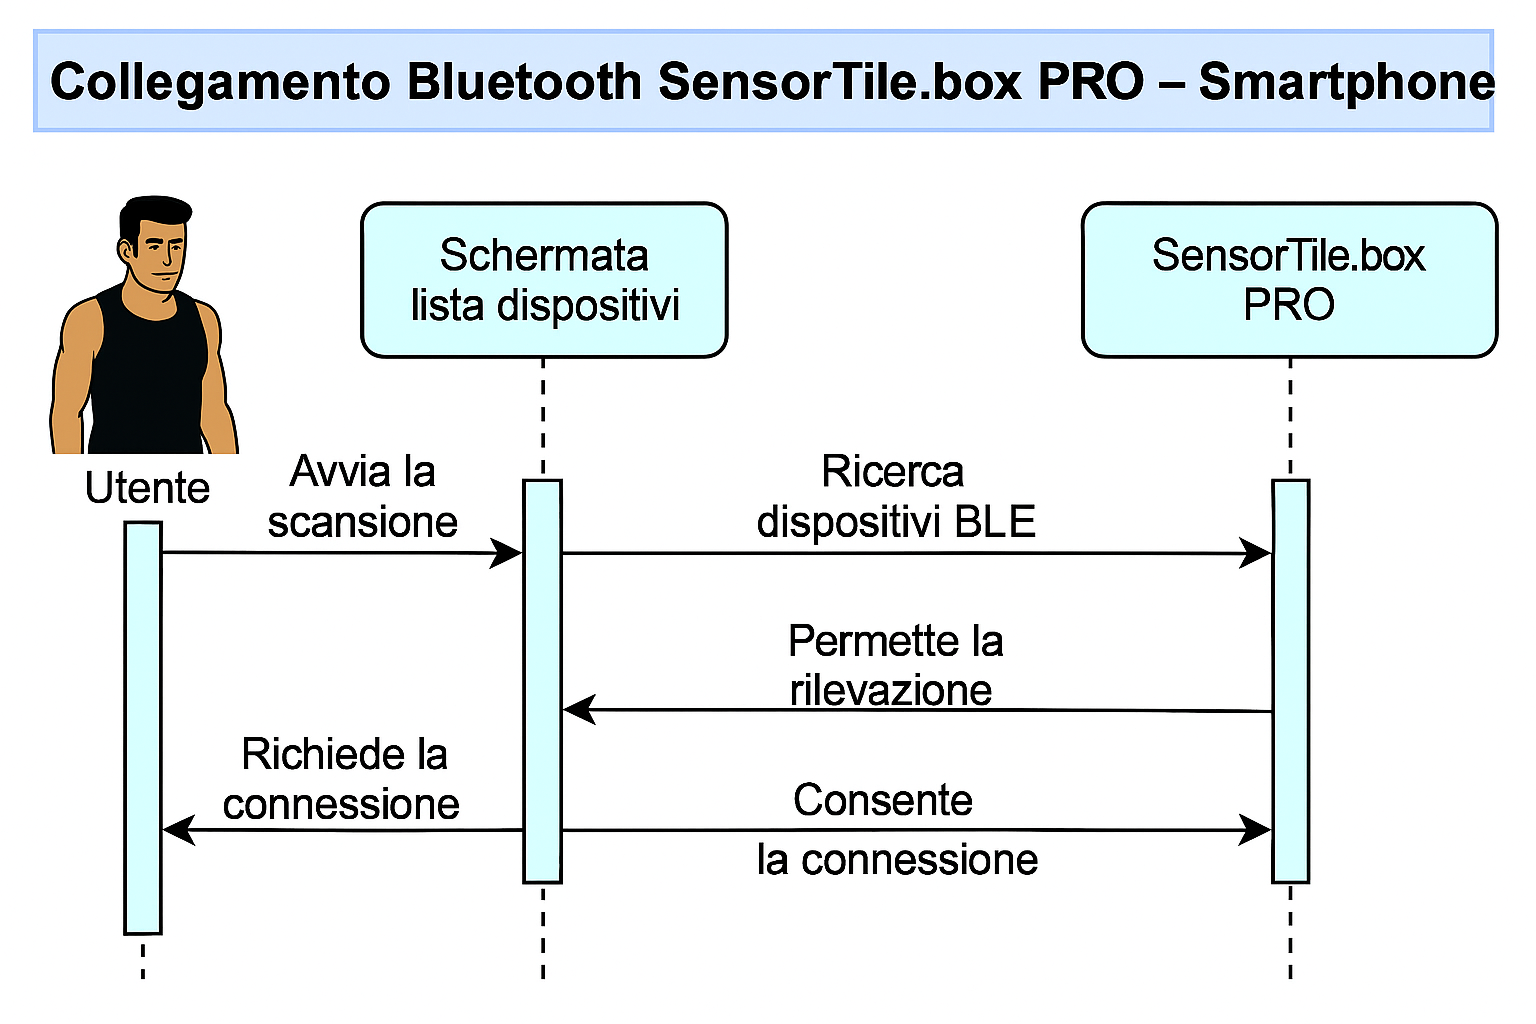 Collegamento Bluetooth SensorTile.box PRO – Smartphone
Schermata
lista dispositivi
SensorTile.box
PRO
Utente
Avvia la
scansione
Ricerca
dispositivi BLE
Permette la
rilevazione
Richiede la
connessione
Consente
la connessione